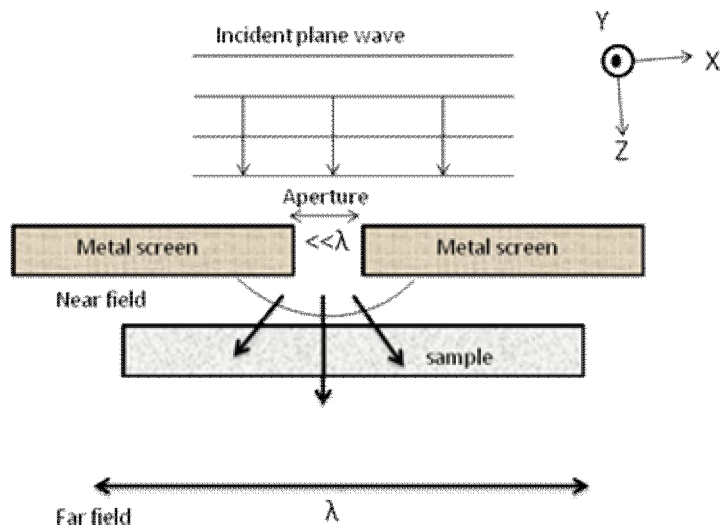 Incident plane wave
Y
X
Z
Aperture
<<λ
Metal screen
Metal screen
Near field
sample
λ
Far field